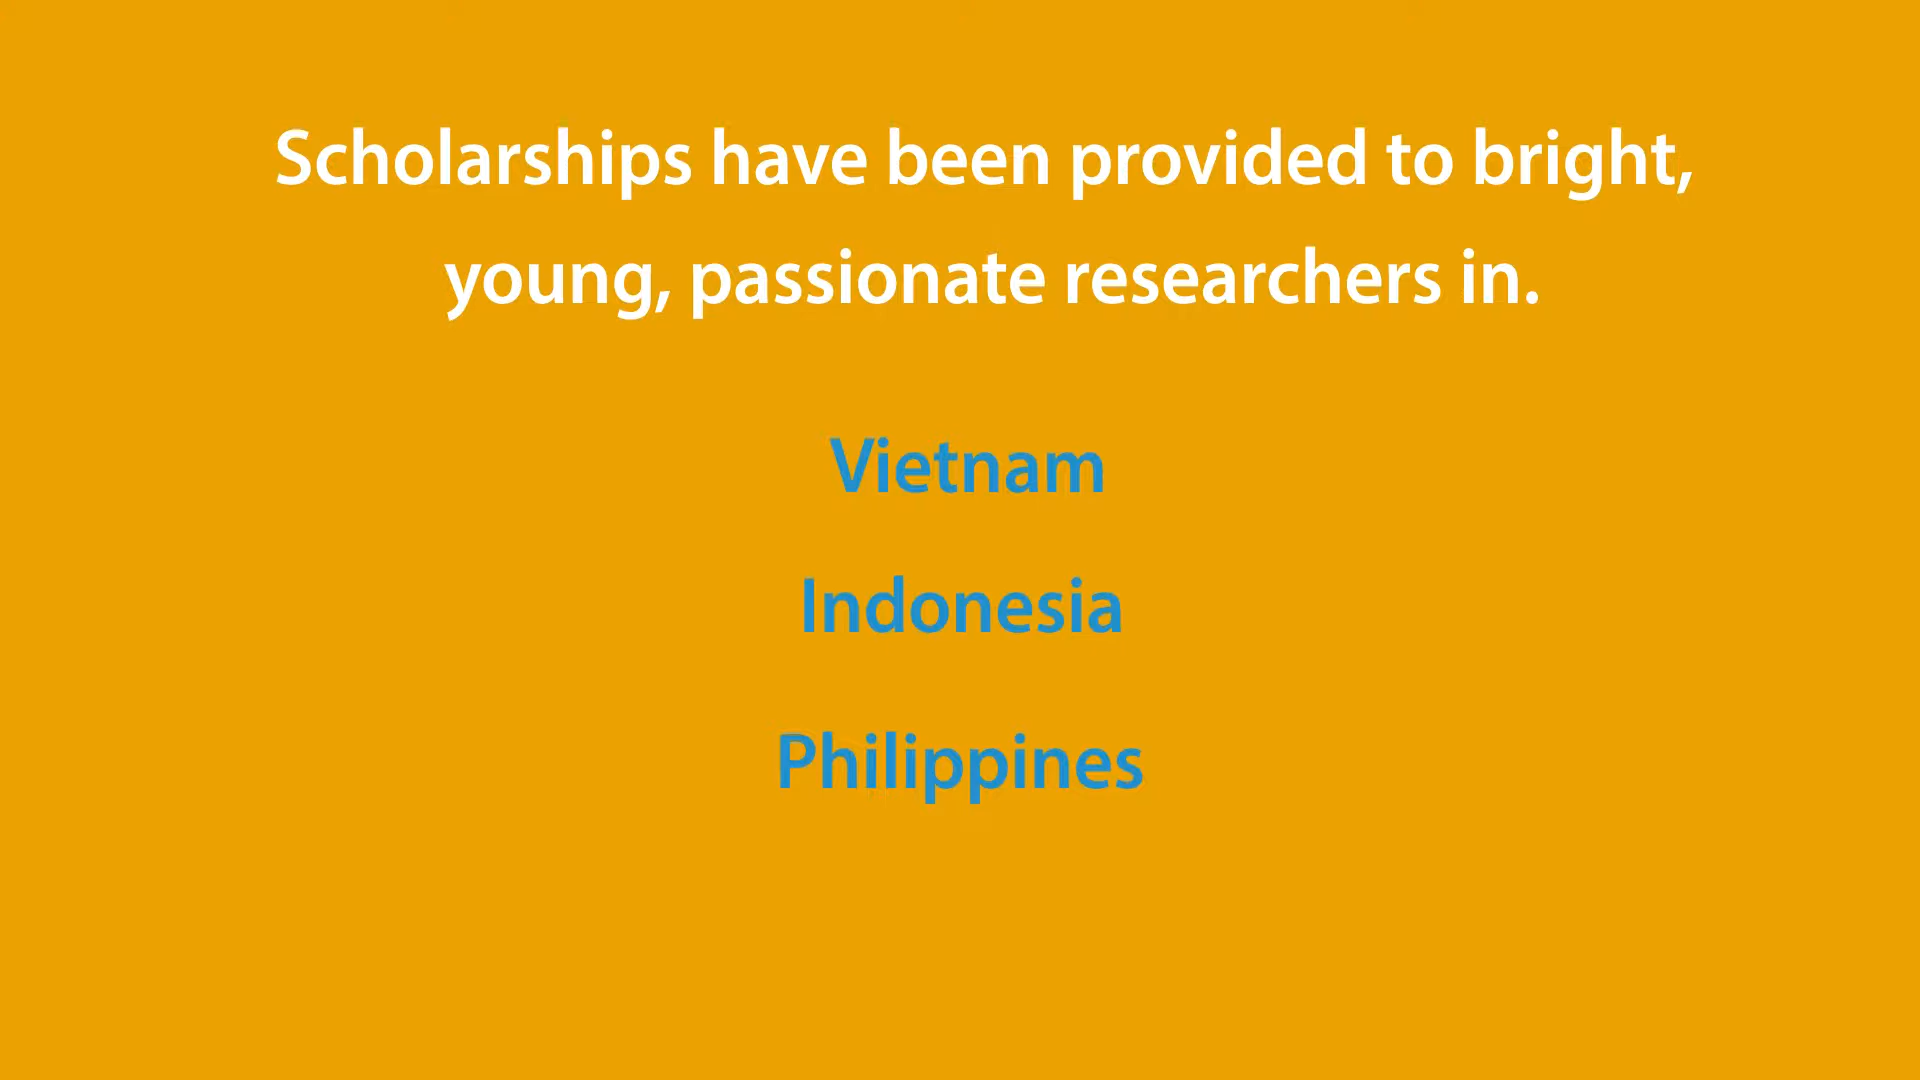 Scholarships have been provided to bright,
young, passionate researchers in.
Vietnam
Indonesia
Philippines